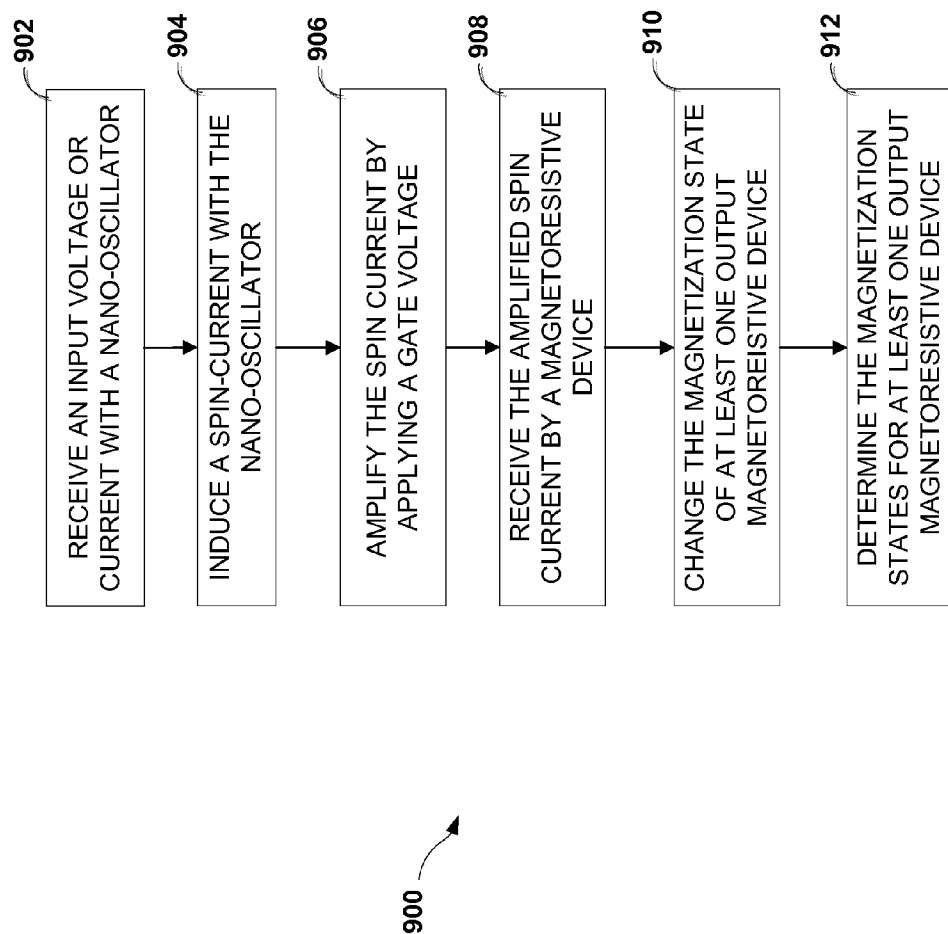 902
RECEIVE AN INPUT VOLTAGE OR
CURRENT WITH A NANO-OSCILLATOR
904
INDUCE A SPIN-CURRENT WITH THE
NANO-OSCILLATOR
906
AMPLIFY THE SPIN CURRENT BY
APPLYING A GATE VOLTAGE
908
RECEIVE THE AMPLIFIED SPIN
CURRENT BY A MAGNETORESISTIVE
DEVICE
910
CHANGE THE MAGNETIZATION STATE
OF AT LEAST ONE OUTPUT
MAGNETOREISTIVE DEVICE
912
DETERMINE THE MAGNETIZATION
STATES FOR AT LEAST ONE OUTPUT
MAGNETORESISTIVE DEVICE
900